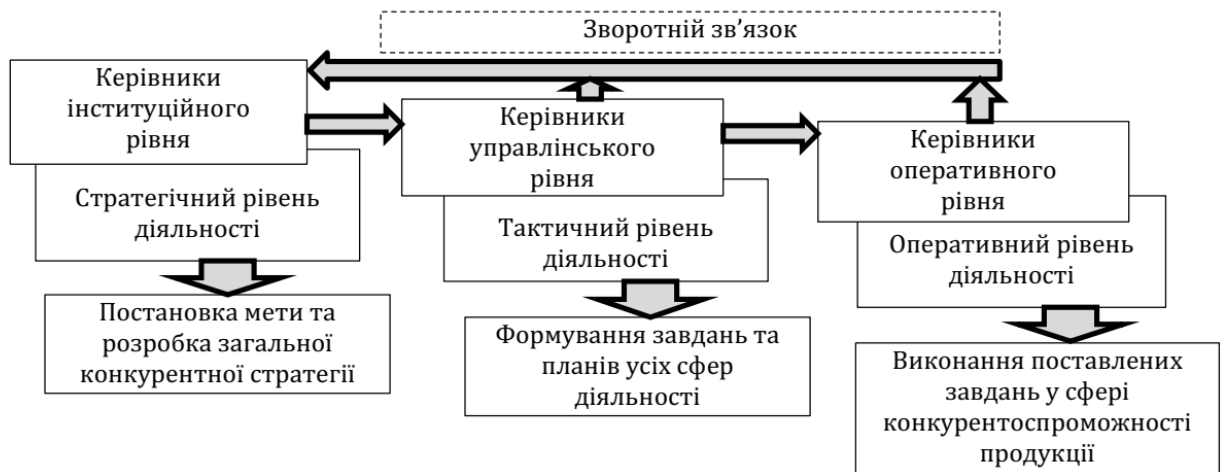 Зворотній зв’язок
Керівники
інституційного
рівня
Стратегічний рівень
діяльності
Постановка мети та
розробка загальної
конкурентної стратегії
Керівники
управлінського
рівня
Тактичний рівень
діяльності
Формування завдань та
планів усіх сфер
діяльності
Керівники
оперативного
рівня
Оперативний рівень
діяльності
Виконання поставлених
завдань у сфері
конкурентоспроможності
продукції